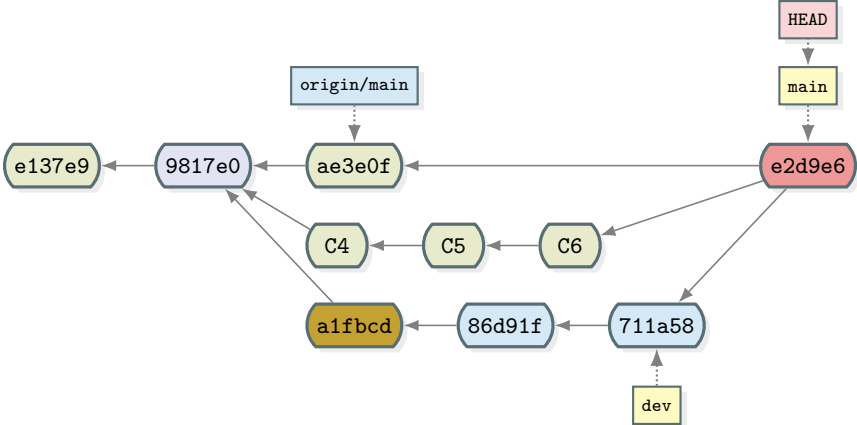 HEAD
origin/main
main
e137e9
9817e0
ae3e0f
e2d9e6
C4
C5
C6
a1fbcd
86d91f
711a58
dev